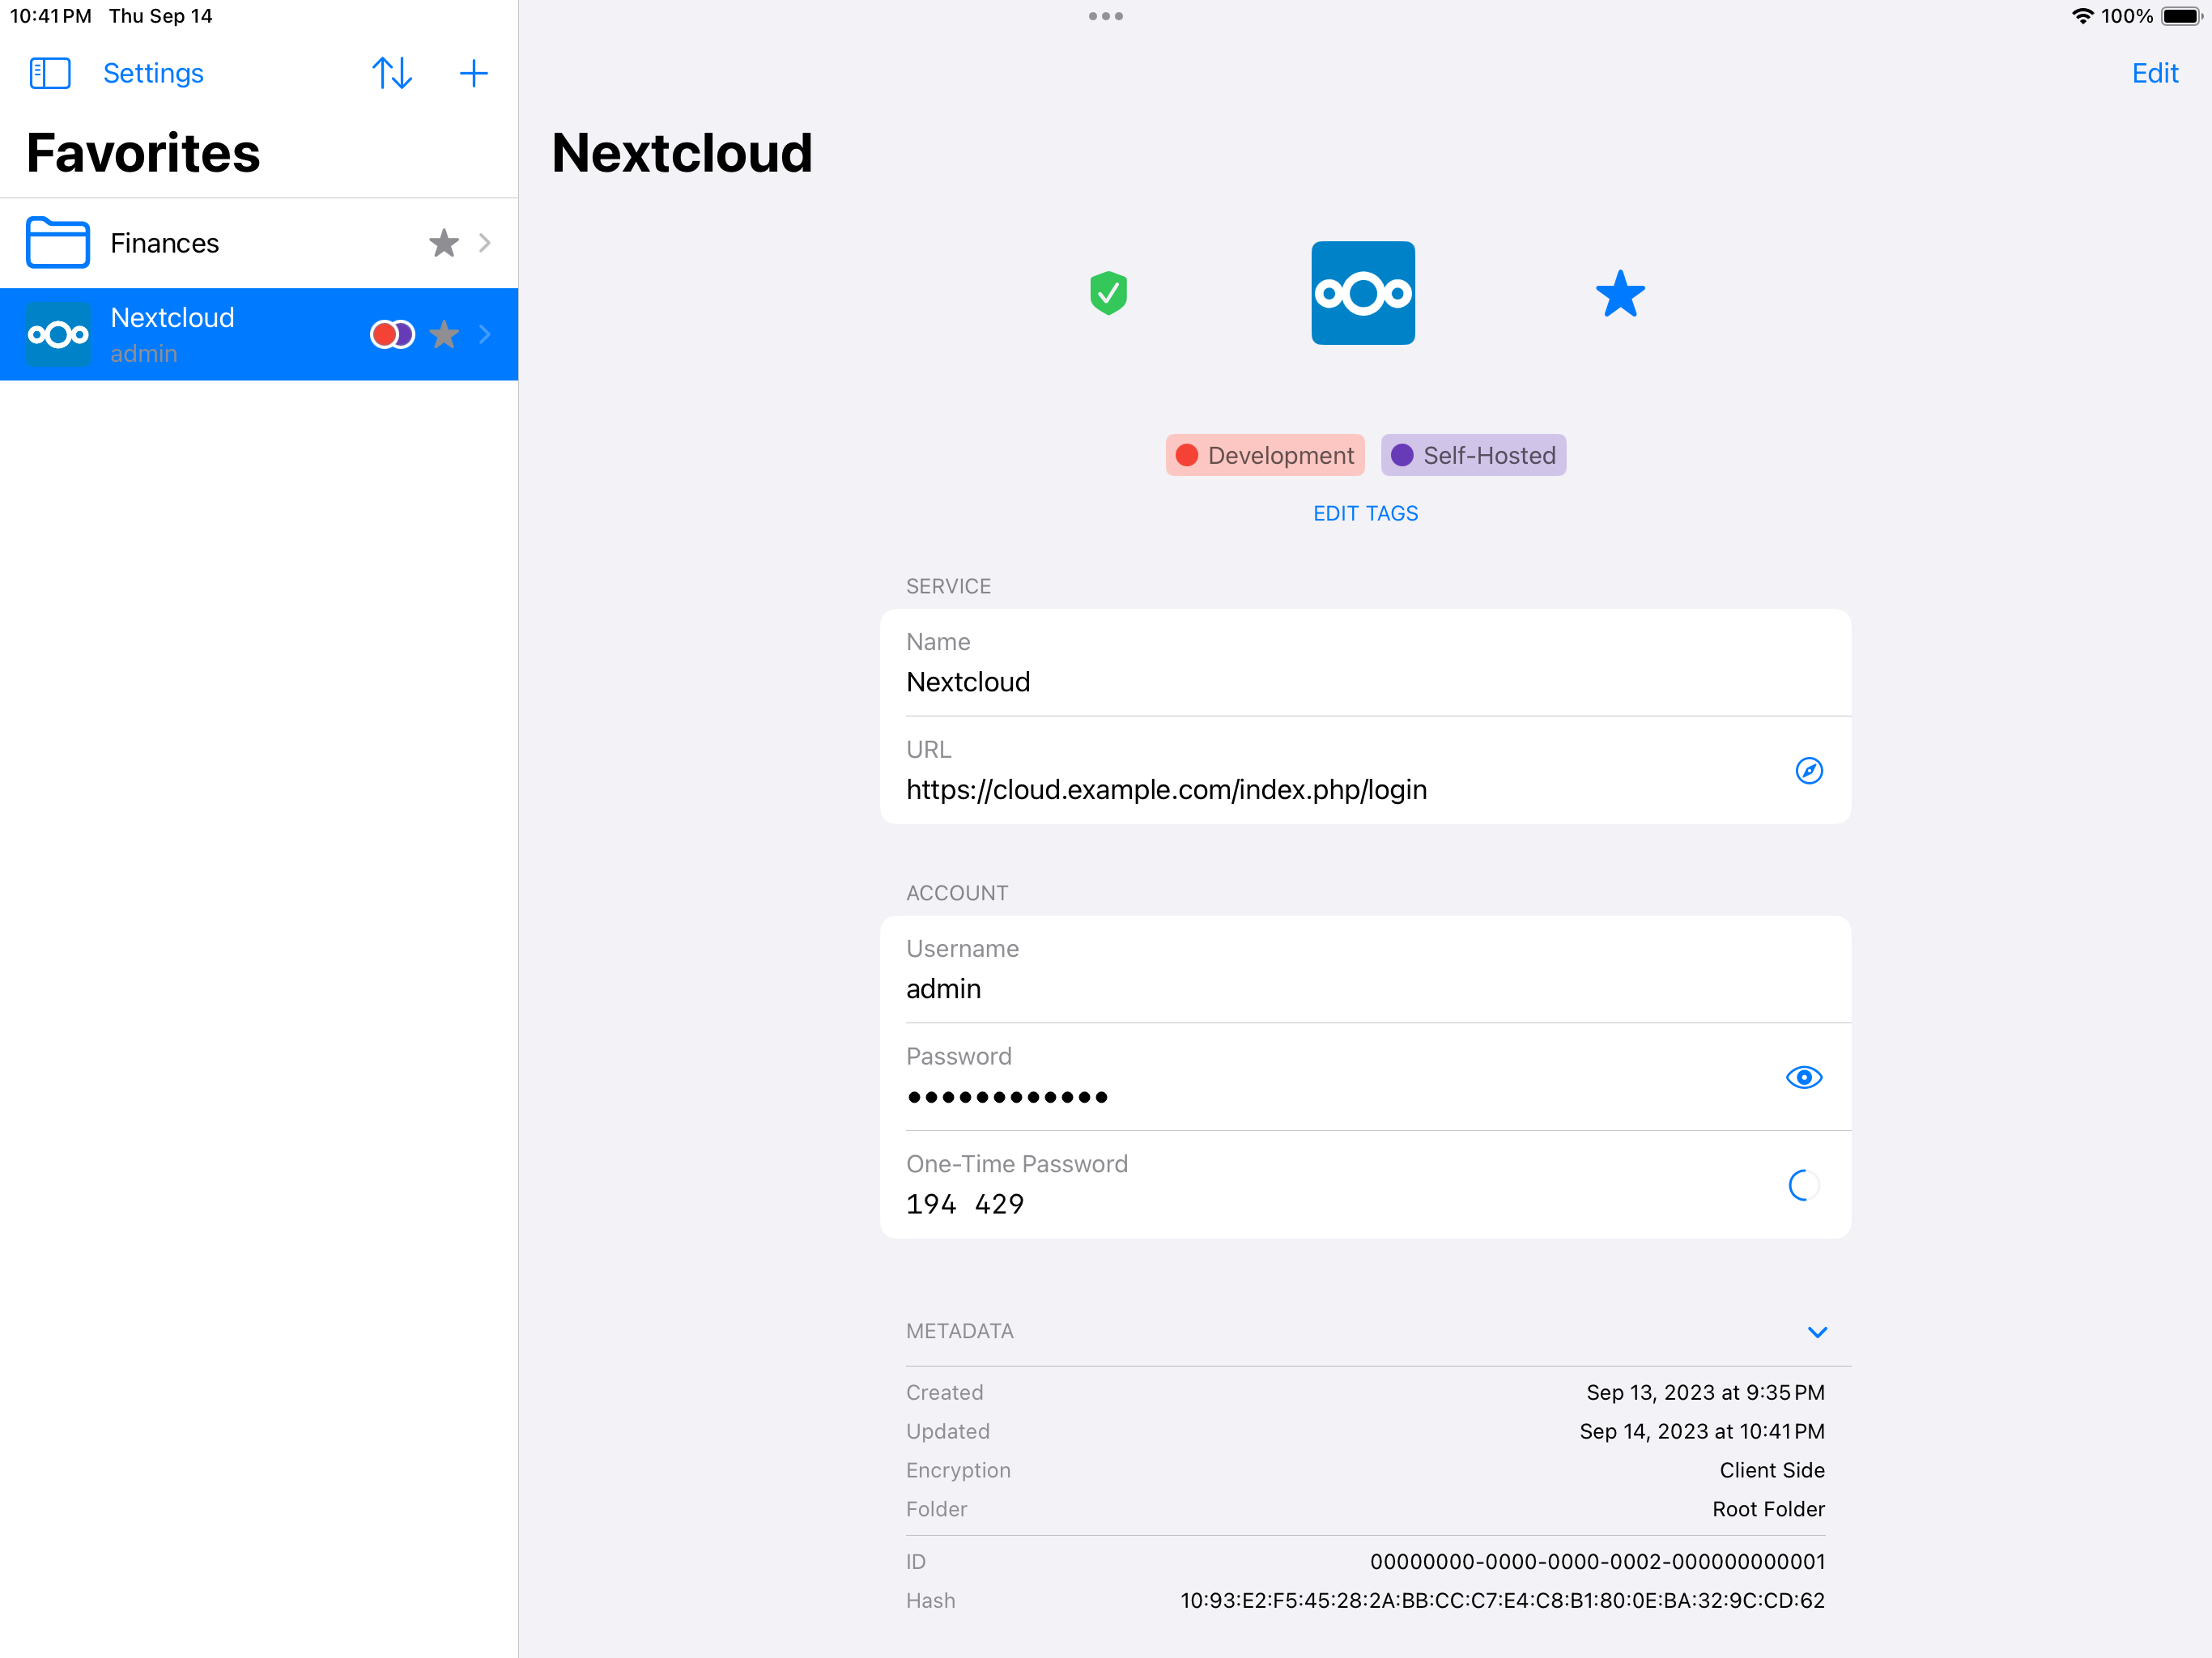 10:41 PM Thu Sep 14
100%
Settings
Edit
Favorites
Finances
Nextcloud
admin
Nextcloud
Development
Self-Hosted
EDIT TAGS
SERVICE
Name
Nextcloud
URL
https://cloud.example.com/index.php/login
ACCOUNT
Username
admin
Password
••••••••••••
One-Time Password
194 429
METADATA
Created Sep 13, 2023 at 9:35 PM
Updated Sep 14, 2023 at 10:41 PM
Encryption Client Side
Folder Root Folder
ID 00000000-0000-0000-0002-000000000001
Hash 10:93:E2:F5:45:28:2A:BB:CC:C7:E4:C8:B1:80:0E:BA:32:9C:CD:62